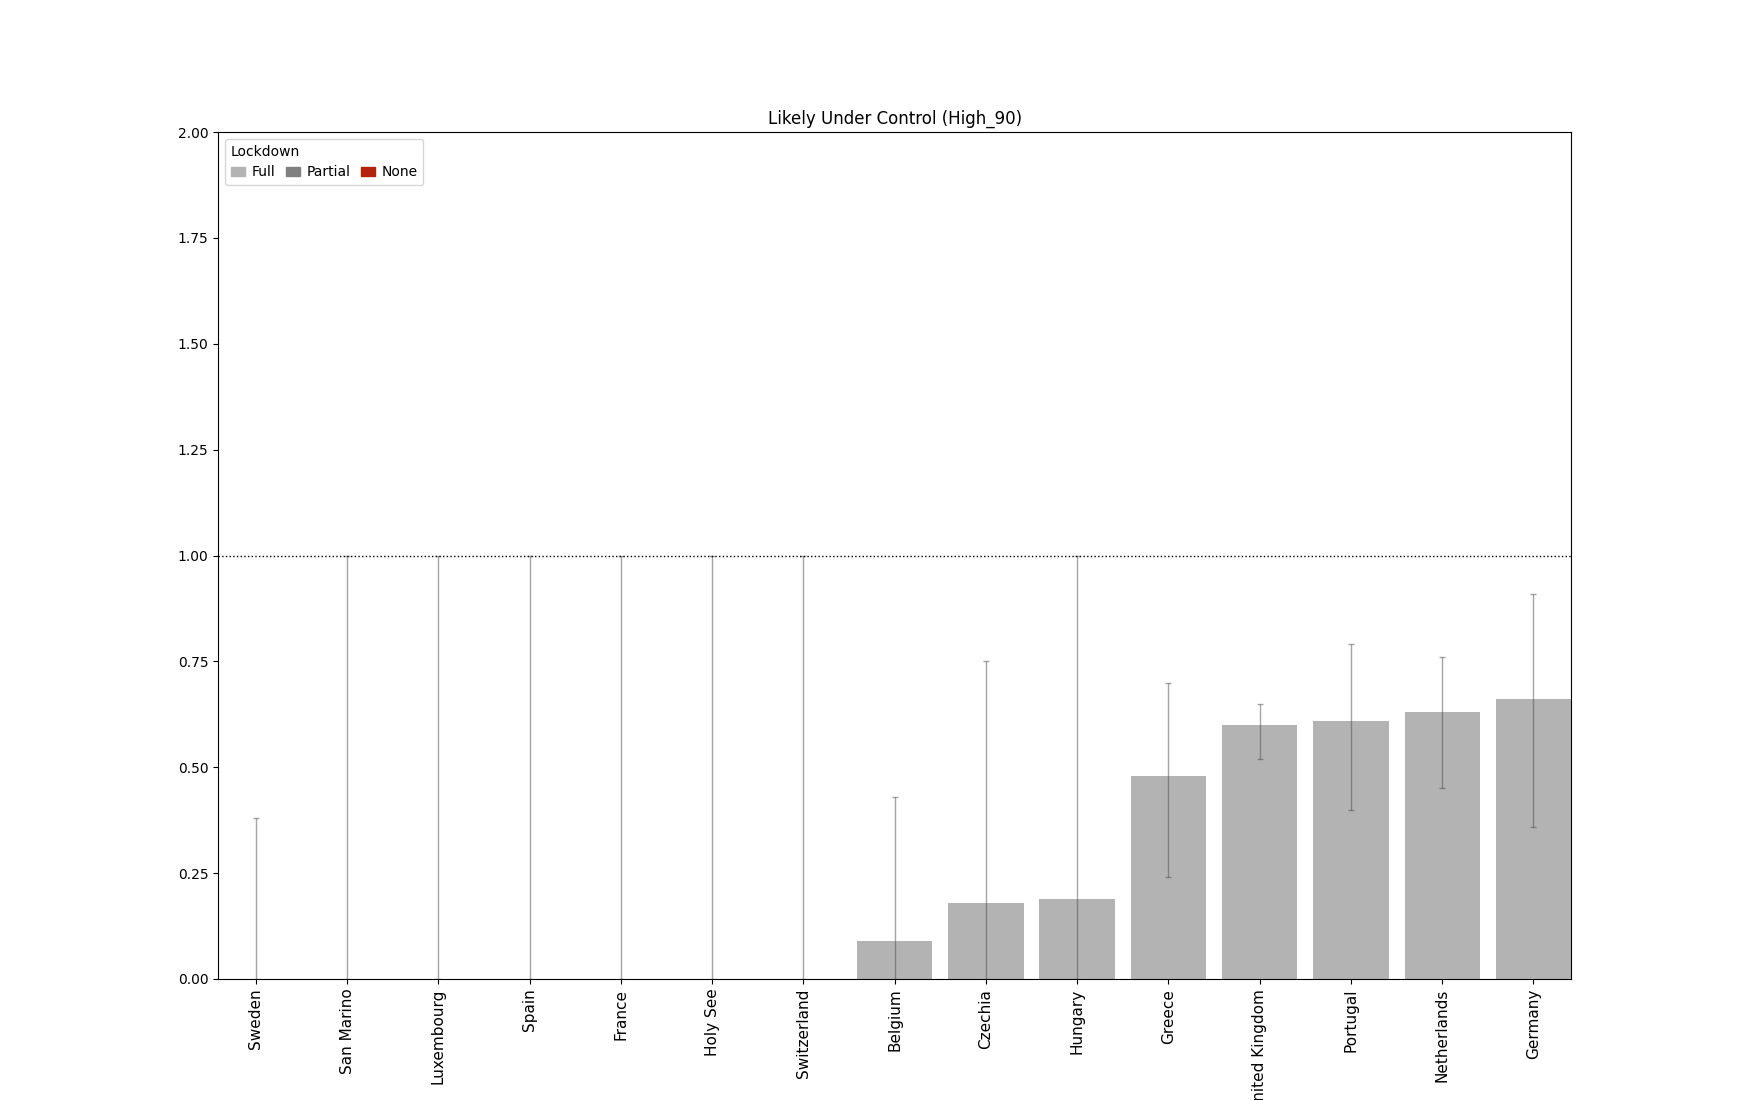 Likely Under Control (High_90)
2.00
Lockdown
Full Partial None
1.75
1.50
1.25
1.00
0.75
0.50
0.25
0.00
Sweden
San Marino
Luxembourg
Spain
France
Holy See
Switzerland
Belgium
Czechia
Hungary
Greece
nited Kingdom
Portugal
Netherlands
Germany